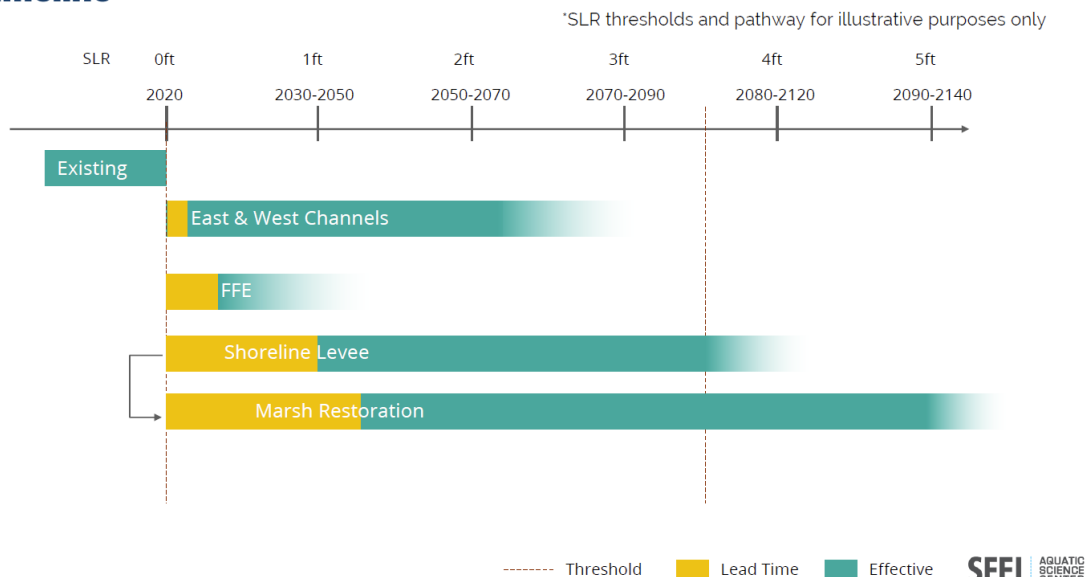 *SLR thresholds and pathway for illustrative purposes only
SLR 0ft 1ft 2ft 3ft 4ft 5ft
2020 2030-2050 2050-2070 2070-2090 2080-2120 2090-2140
Existing
East & West Channels
FFE
Shoreline Levee
Marsh Restoration
Threshold Lead Time Effective
SFEI AQUATIC
SCIENCE